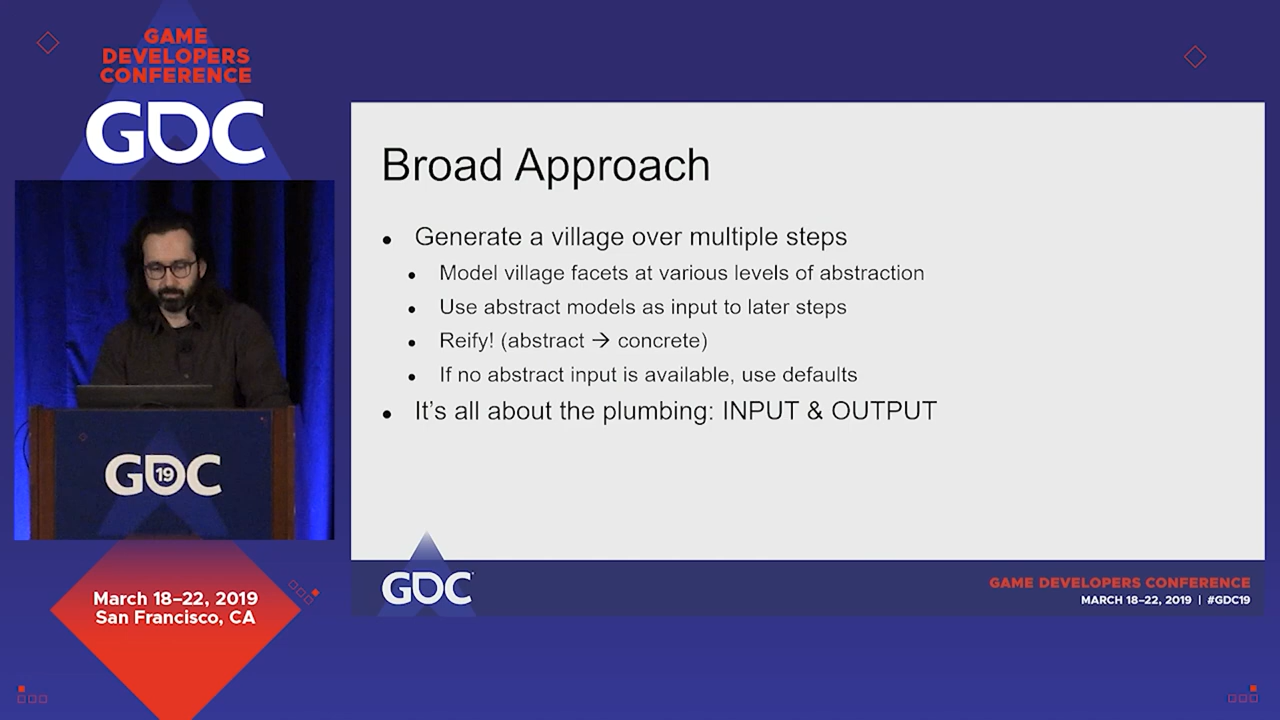 GAME
DEVELOPERS
CONFERENCE
GDC
GDC
19
March 18–22, 2019
San Francisco, CA
Broad Approach
• Generate a village over multiple steps
• Model village facets at various levels of abstraction
• Use abstract models as input to later steps
• Reify! (abstract → concrete)
• If no abstract input is available, use defaults
• It’s all about the plumbing: INPUT & OUTPUT
GDC
GAME DEVELOPERS CONFERENCE
MARCH 18–22, 2019 | #GDC19